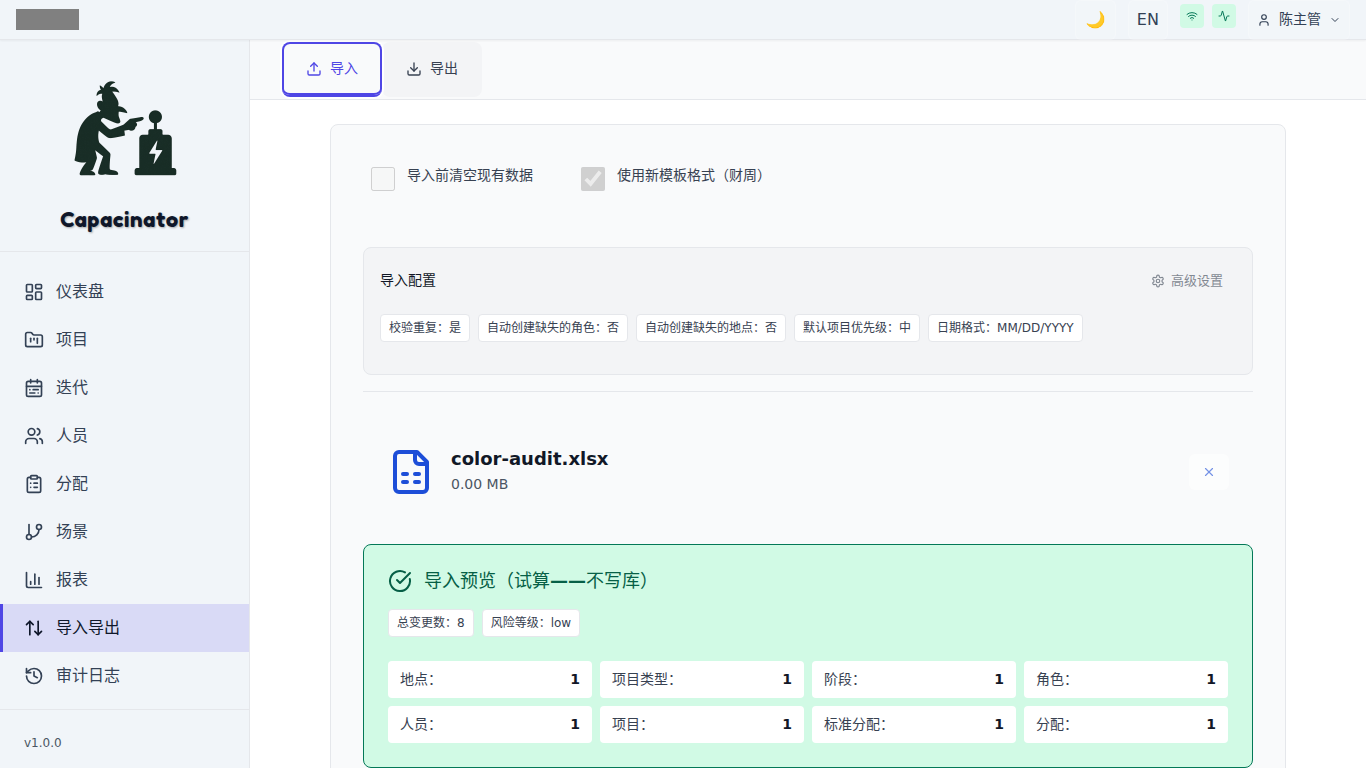 EN
陈主管
Capacinator
仪表盘
项目
迭代
人员
分配
场景
报表
导入导出
审计日志
v1.0.0
导入
导出
导入前清空现有数据
使用新模板格式（财周）
导入配置
高级设置
校验重复：是
自动创建缺失的角色：否
自动创建缺失的地点：否
默认项目优先级：中
日期格式：MM/DD/YYYY
color-audit.xlsx
0.00 MB
导入预览（试算——不写库）
总变更数：8
风险等级：low
地点： 1
项目类型： 1
阶段： 1
角色： 1
人员： 1
项目： 1
标准分配： 1
分配： 1